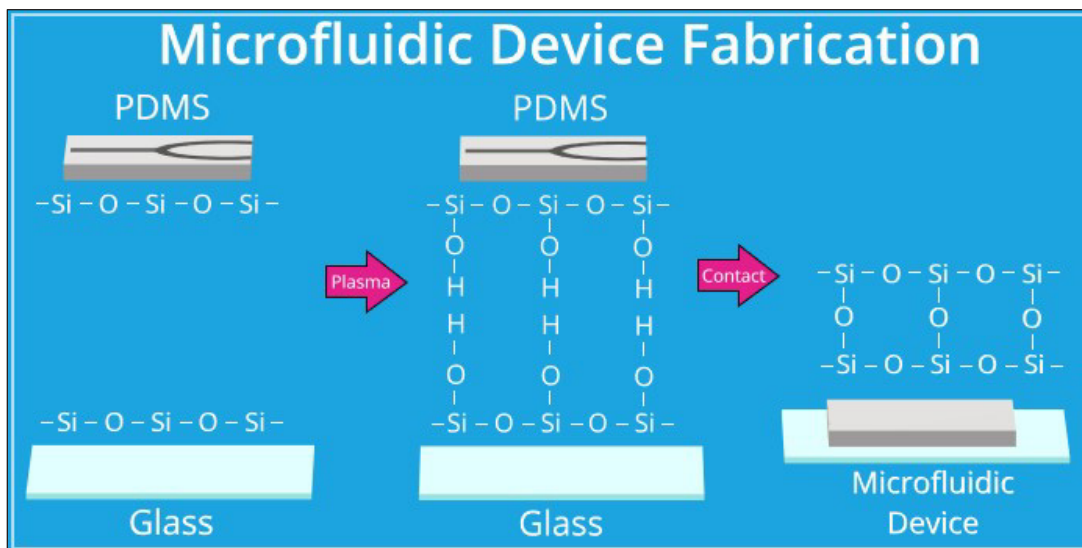 Microfluidic Device Fabrication
PDMS
–Si – O – Si – O – Si–
–Si – O – Si – O – Si–
Glass
Plasma
PDMS
–Si – O – Si – O – Si–
O O O
H H H
H H H
O O O
–Si – O – Si – O – Si–
Glass
Contact
–Si – O – Si – O – Si–
O O O
–Si – O – Si – O – Si–
Microfluidic
Device